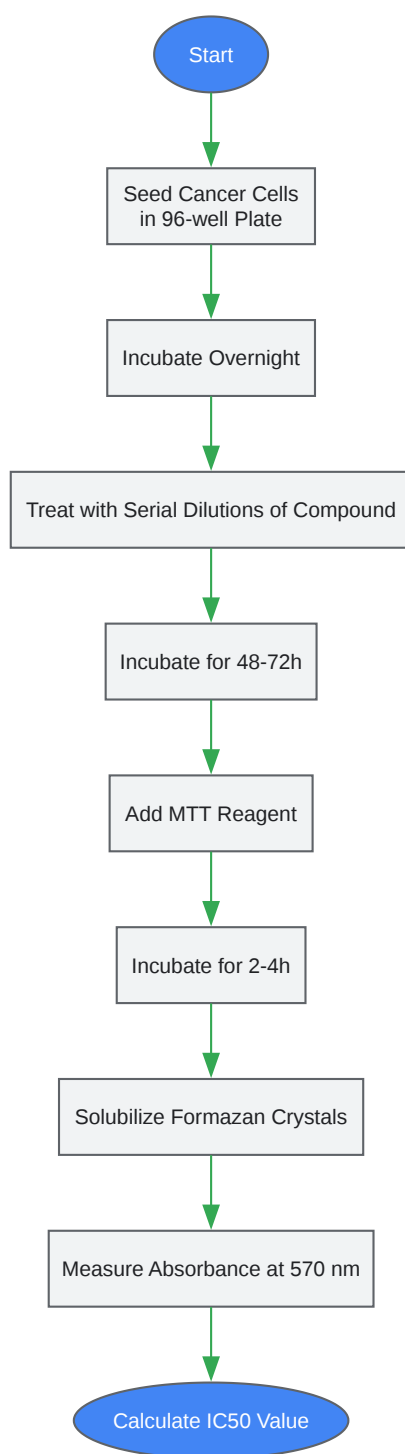 Start
Seed Cancer Cells
in 96-well Plate
Incubate Overnight
Treat with Serial Dilutions of Compound
Incubate for 48-72h
Add MTT Reagent
Incubate for 2-4h
Solubilize Formazan Crystals
Measure Absorbance at 570 nm
Calculate IC50 Value